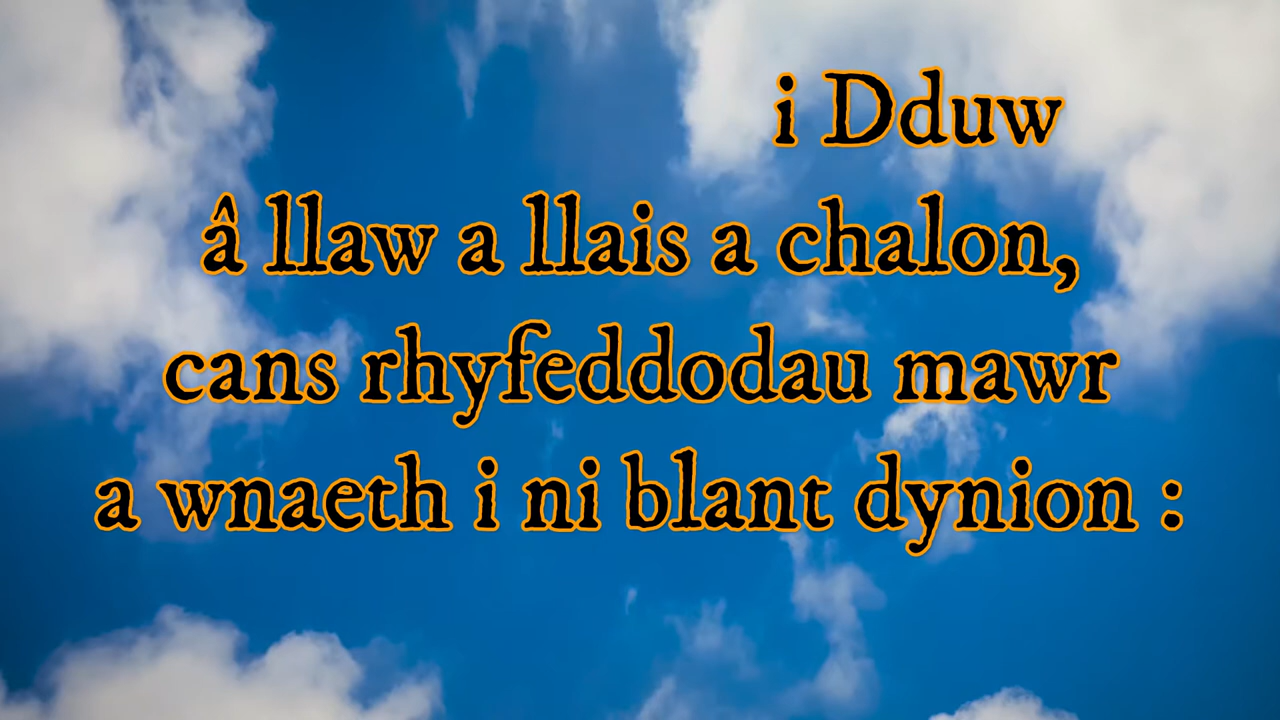 i Dduw
â llaw a llais a chalon,
cans rhyfeddodau mawr
a wnaeth i ni blant dynion :